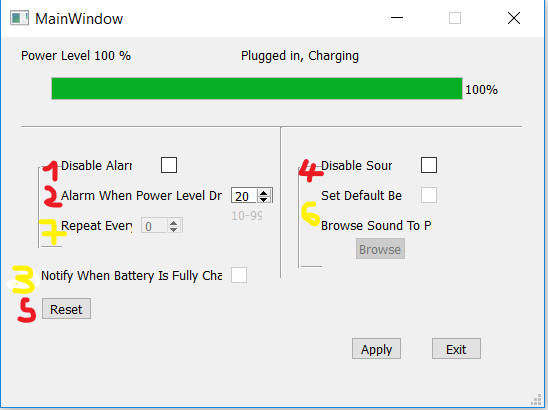 MainWindow
Power Level 100 % Plugged in, Charging
100%
1 Disable Alarm 4 Disable Sour
2 Alarm When Power Level Dr 20 Set Default Be
10-99 6
7 Repeat Every 0 Browse Sound To P
Browse
3 Notify When Battery Is Fully Cha
5 Reset
Apply Exit